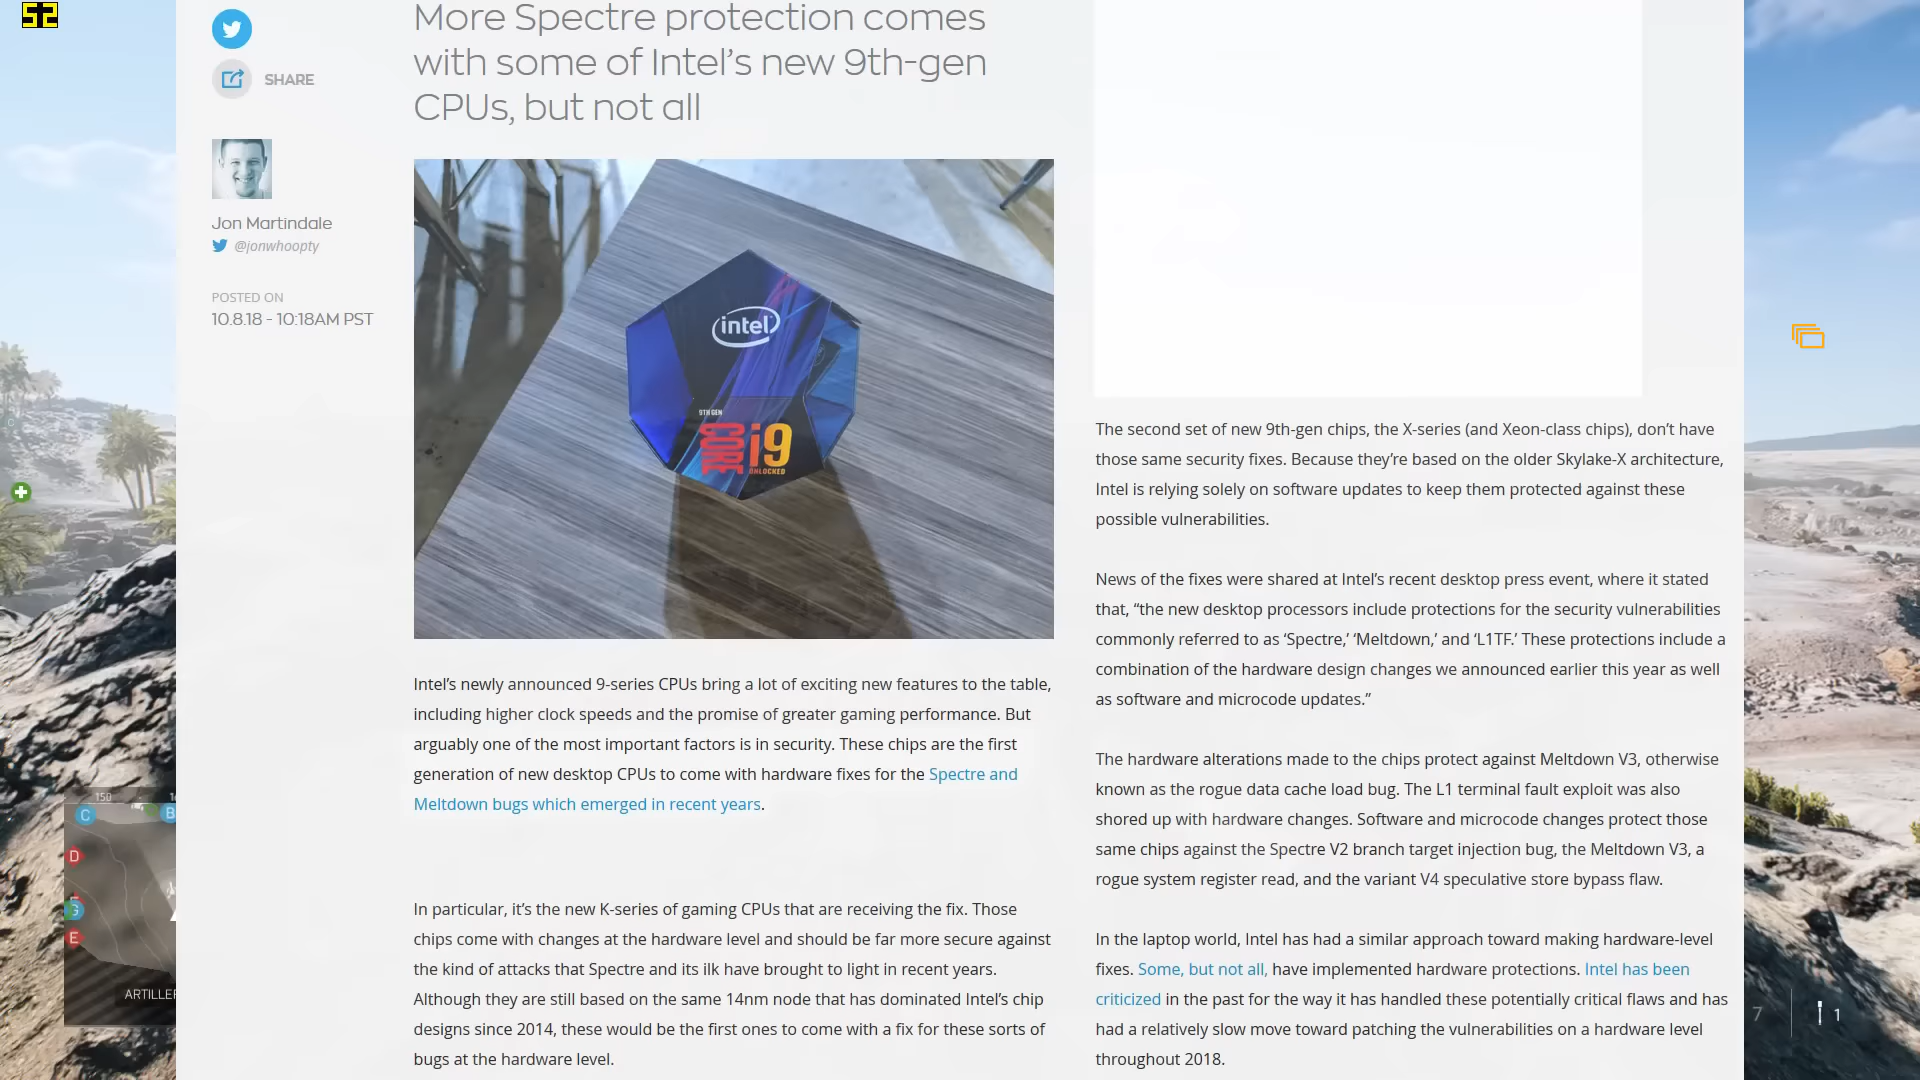 52
More Spectre protection comes
with some of Intel’s new 9th-gen
CPUs, but not all
SHARE
Jon Martindale
@jonwhoopty
POSTED ON
10.8.18 - 10:18AM PST
intel
9TH GEN
CORE
i9
UNLOCKED
Intel’s newly announced 9-series CPUs bring a lot of exciting new features to the table,
including higher clock speeds and the promise of greater gaming performance. But
arguably one of the most important factors is in security. These chips are the first
generation of new desktop CPUs to come with hardware fixes for the Spectre and
Meltdown bugs which emerged in recent years.
In particular, it’s the new K-series of gaming CPUs that are receiving the fix. Those
chips come with changes at the hardware level and should be far more secure against
the kind of attacks that Spectre and its ilk have brought to light in recent years.
Although they are still based on the same 14nm node that has dominated Intel’s chip
designs since 2014, these would be the first ones to come with a fix for these sorts of
bugs at the hardware level.
The second set of new 9th-gen chips, the X-series (and Xeon-class chips), don’t have
those same security fixes. Because they’re based on the older Skylake-X architecture,
Intel is relying solely on software updates to keep them protected against these
possible vulnerabilities.
News of the fixes were shared at Intel’s recent desktop press event, where it stated
that, “the new desktop processors include protections for the security vulnerabilities
commonly referred to as ‘Spectre,’ ‘Meltdown,’ and ‘L1TF.’ These protections include a
combination of the hardware design changes we announced earlier this year as well
as software and microcode updates.”
The hardware alterations made to the chips protect against Meltdown V3, otherwise
known as the rogue data cache load bug. The L1 terminal fault exploit was also
shored up with hardware changes. Software and microcode changes protect those
same chips against the Spectre V2 branch target injection bug, the Meltdown V3, a
rogue system register read, and the variant V4 speculative store bypass flaw.
In the laptop world, Intel has had a similar approach toward making hardware-level
fixes. Some, but not all, have implemented hardware protections. Intel has been
criticized in the past for the way it has handled these potentially critical flaws and has
had a relatively slow move toward patching the vulnerabilities on a hardware level
throughout 2018.
150
C
B
D
G
E
7
1